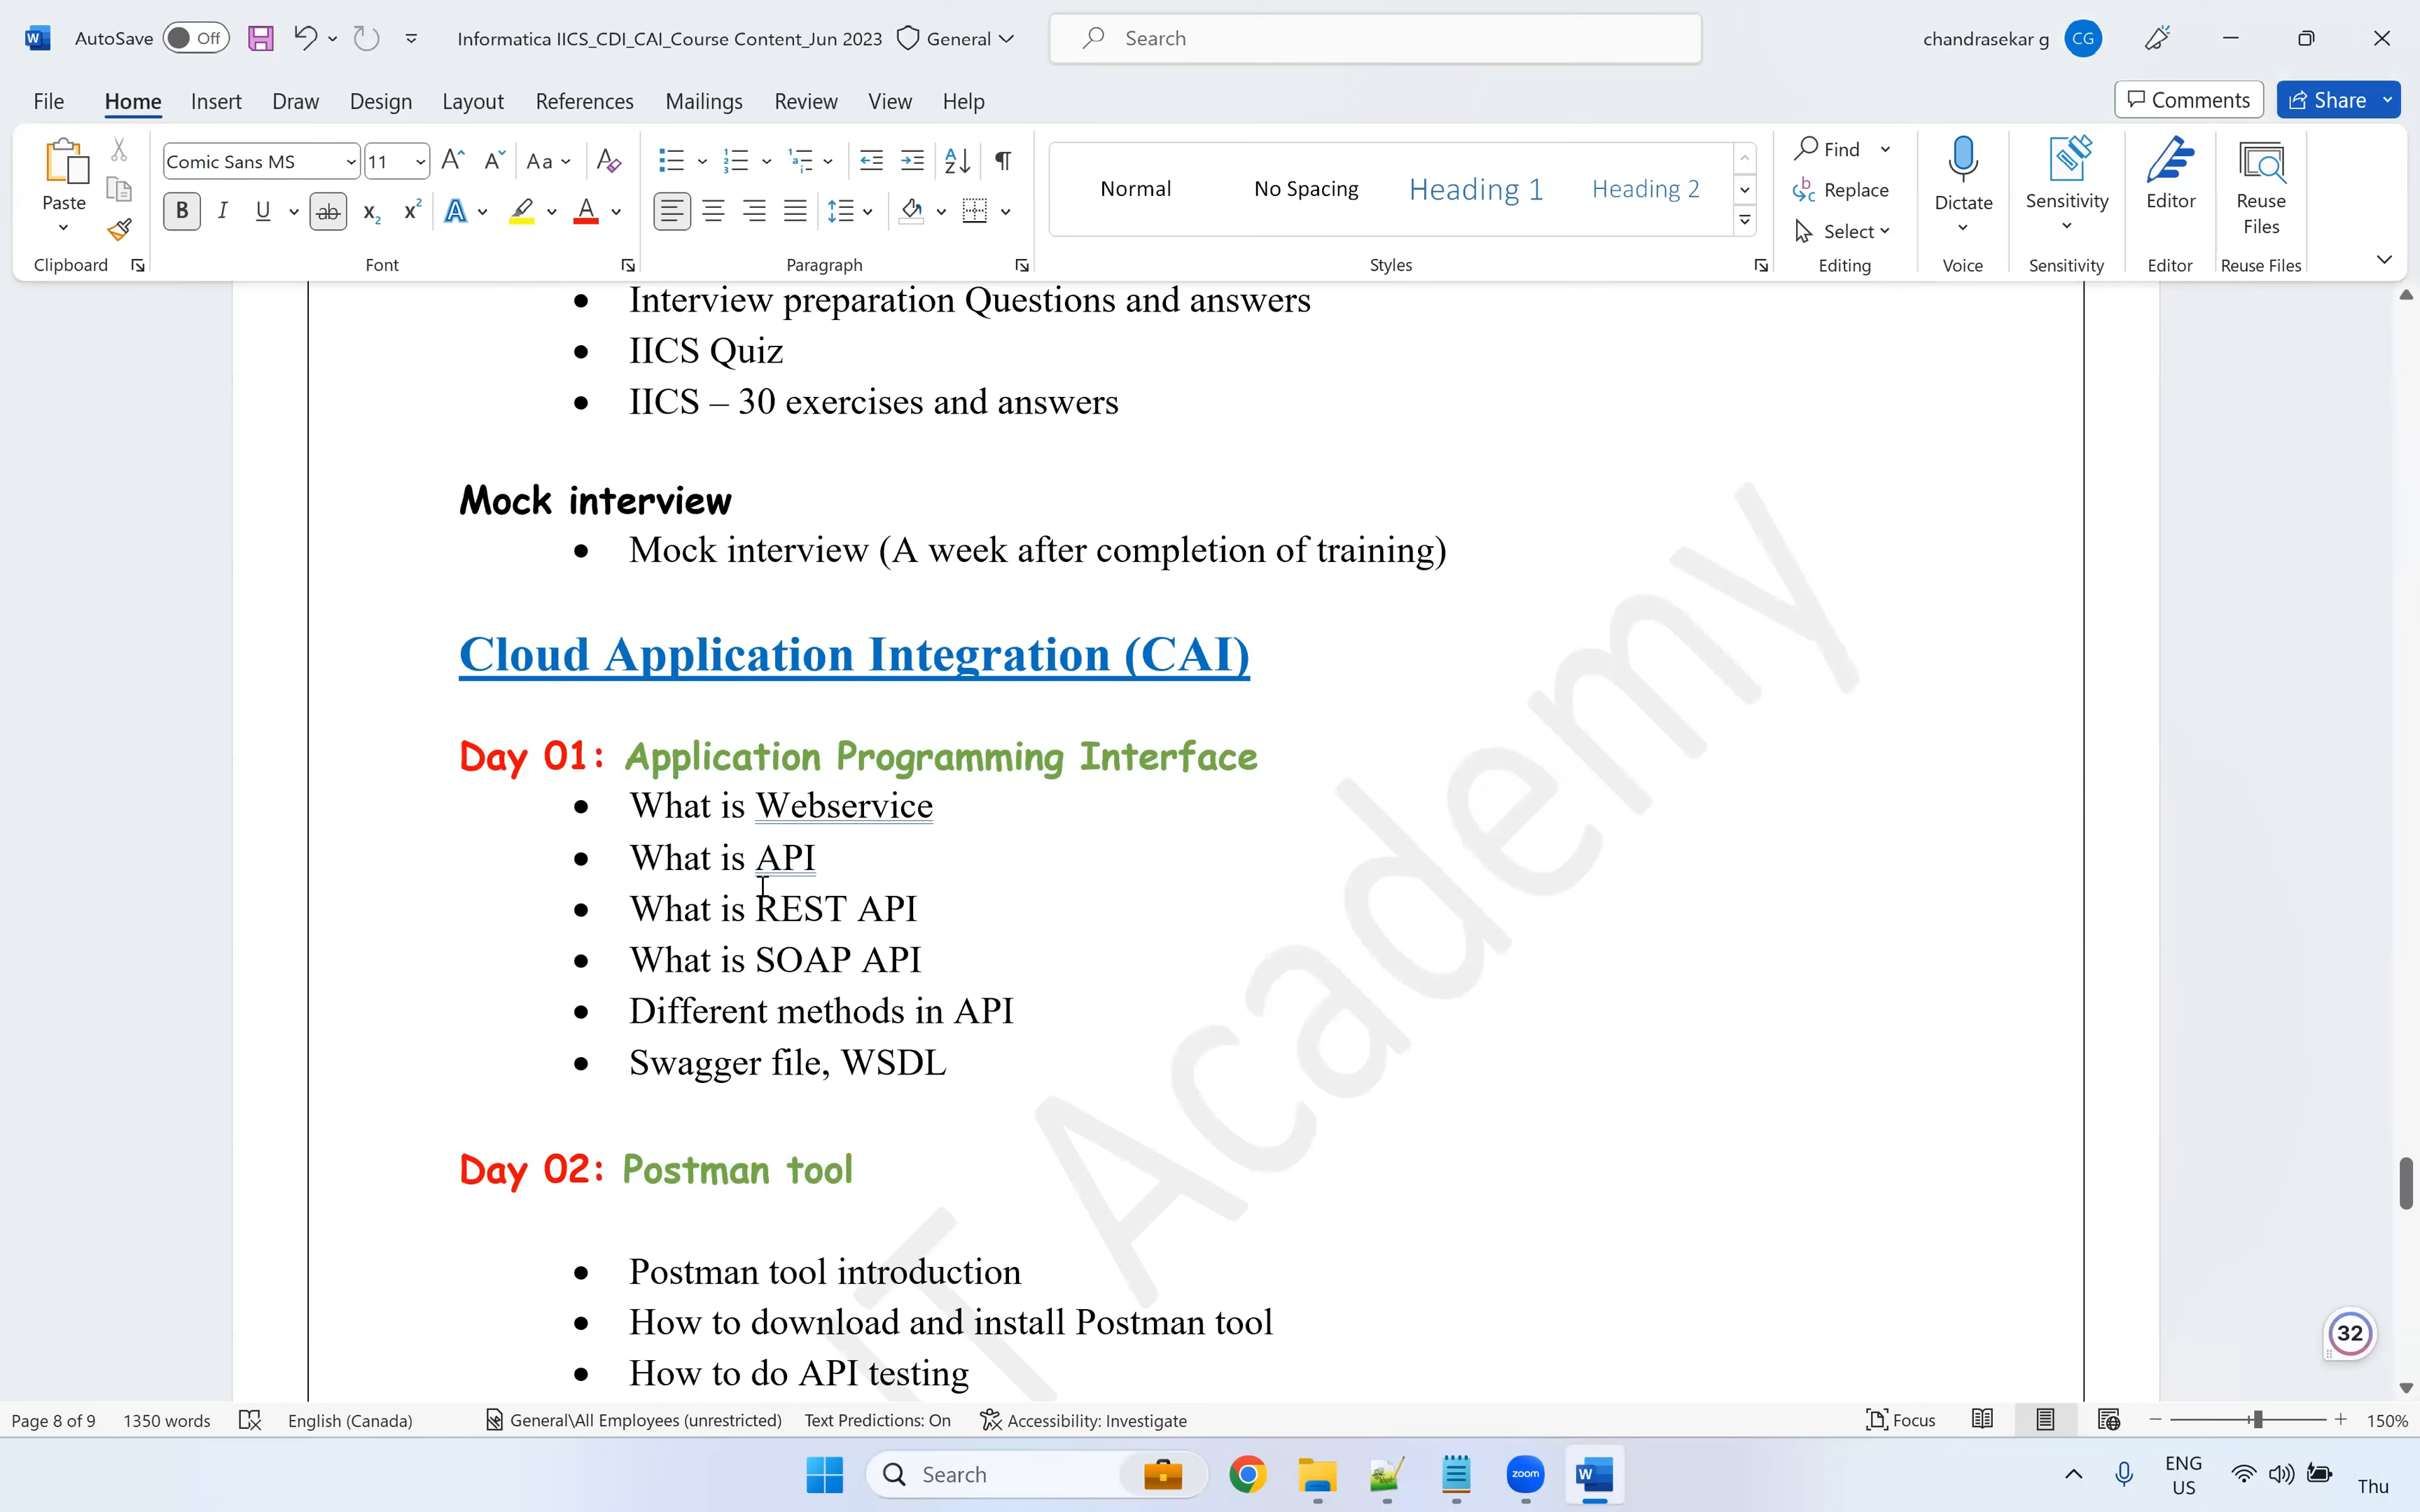 AutoSave Off Informatica IICS_CDI_CAI_Course Content_Jun 2023 General Search chandrasekar g CG
File Home Insert Draw Design Layout References Mailings Review View Help Comments Share
Paste
Clipboard
Comic Sans MS 11 Aa
B I U ab x2 x2 A A
Font
Paragraph
Normal No Spacing Heading 1 Heading 2
Styles
Find
Replace
Select
Editing
Dictate
Voice
Sensitivity
Sensitivity
Editor
Editor
Reuse
Files
Reuse Files
• Interview preparation Questions and answers
• IICS Quiz
• IICS – 30 exercises and answers
Mock interview
• Mock interview (A week after completion of training)
Cloud Application Integration (CAI)
Day 01: Application Programming Interface
• What is Webservice
• What is API
• What is REST API
• What is SOAP API
• Different methods in API
• Swagger file, WSDL
Day 02: Postman tool
• Postman tool introduction
• How to download and install Postman tool
• How to do API testing
IT Academy
32
Page 8 of 9 1350 words English (Canada) General\All Employees (unrestricted) Text Predictions: On Accessibility: Investigate Focus 150%
Search zoom W ENG
US
Thu